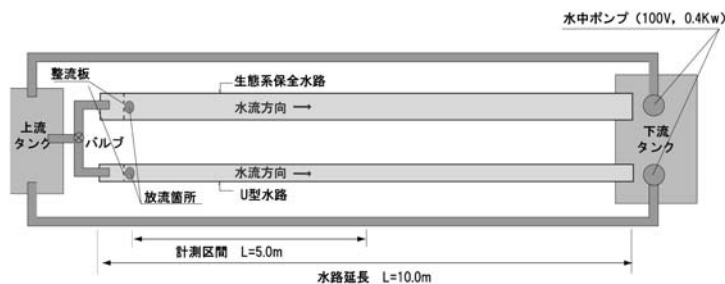 水中ポンプ（100V, 0.4Kw）
整流板
生態系保全水路
水流方向 →
上流
タンク
バルブ
下流
タンク
水流方向 →
放流箇所
U型水路
計測区間 L=5.0m
水路延長 L=10.0m